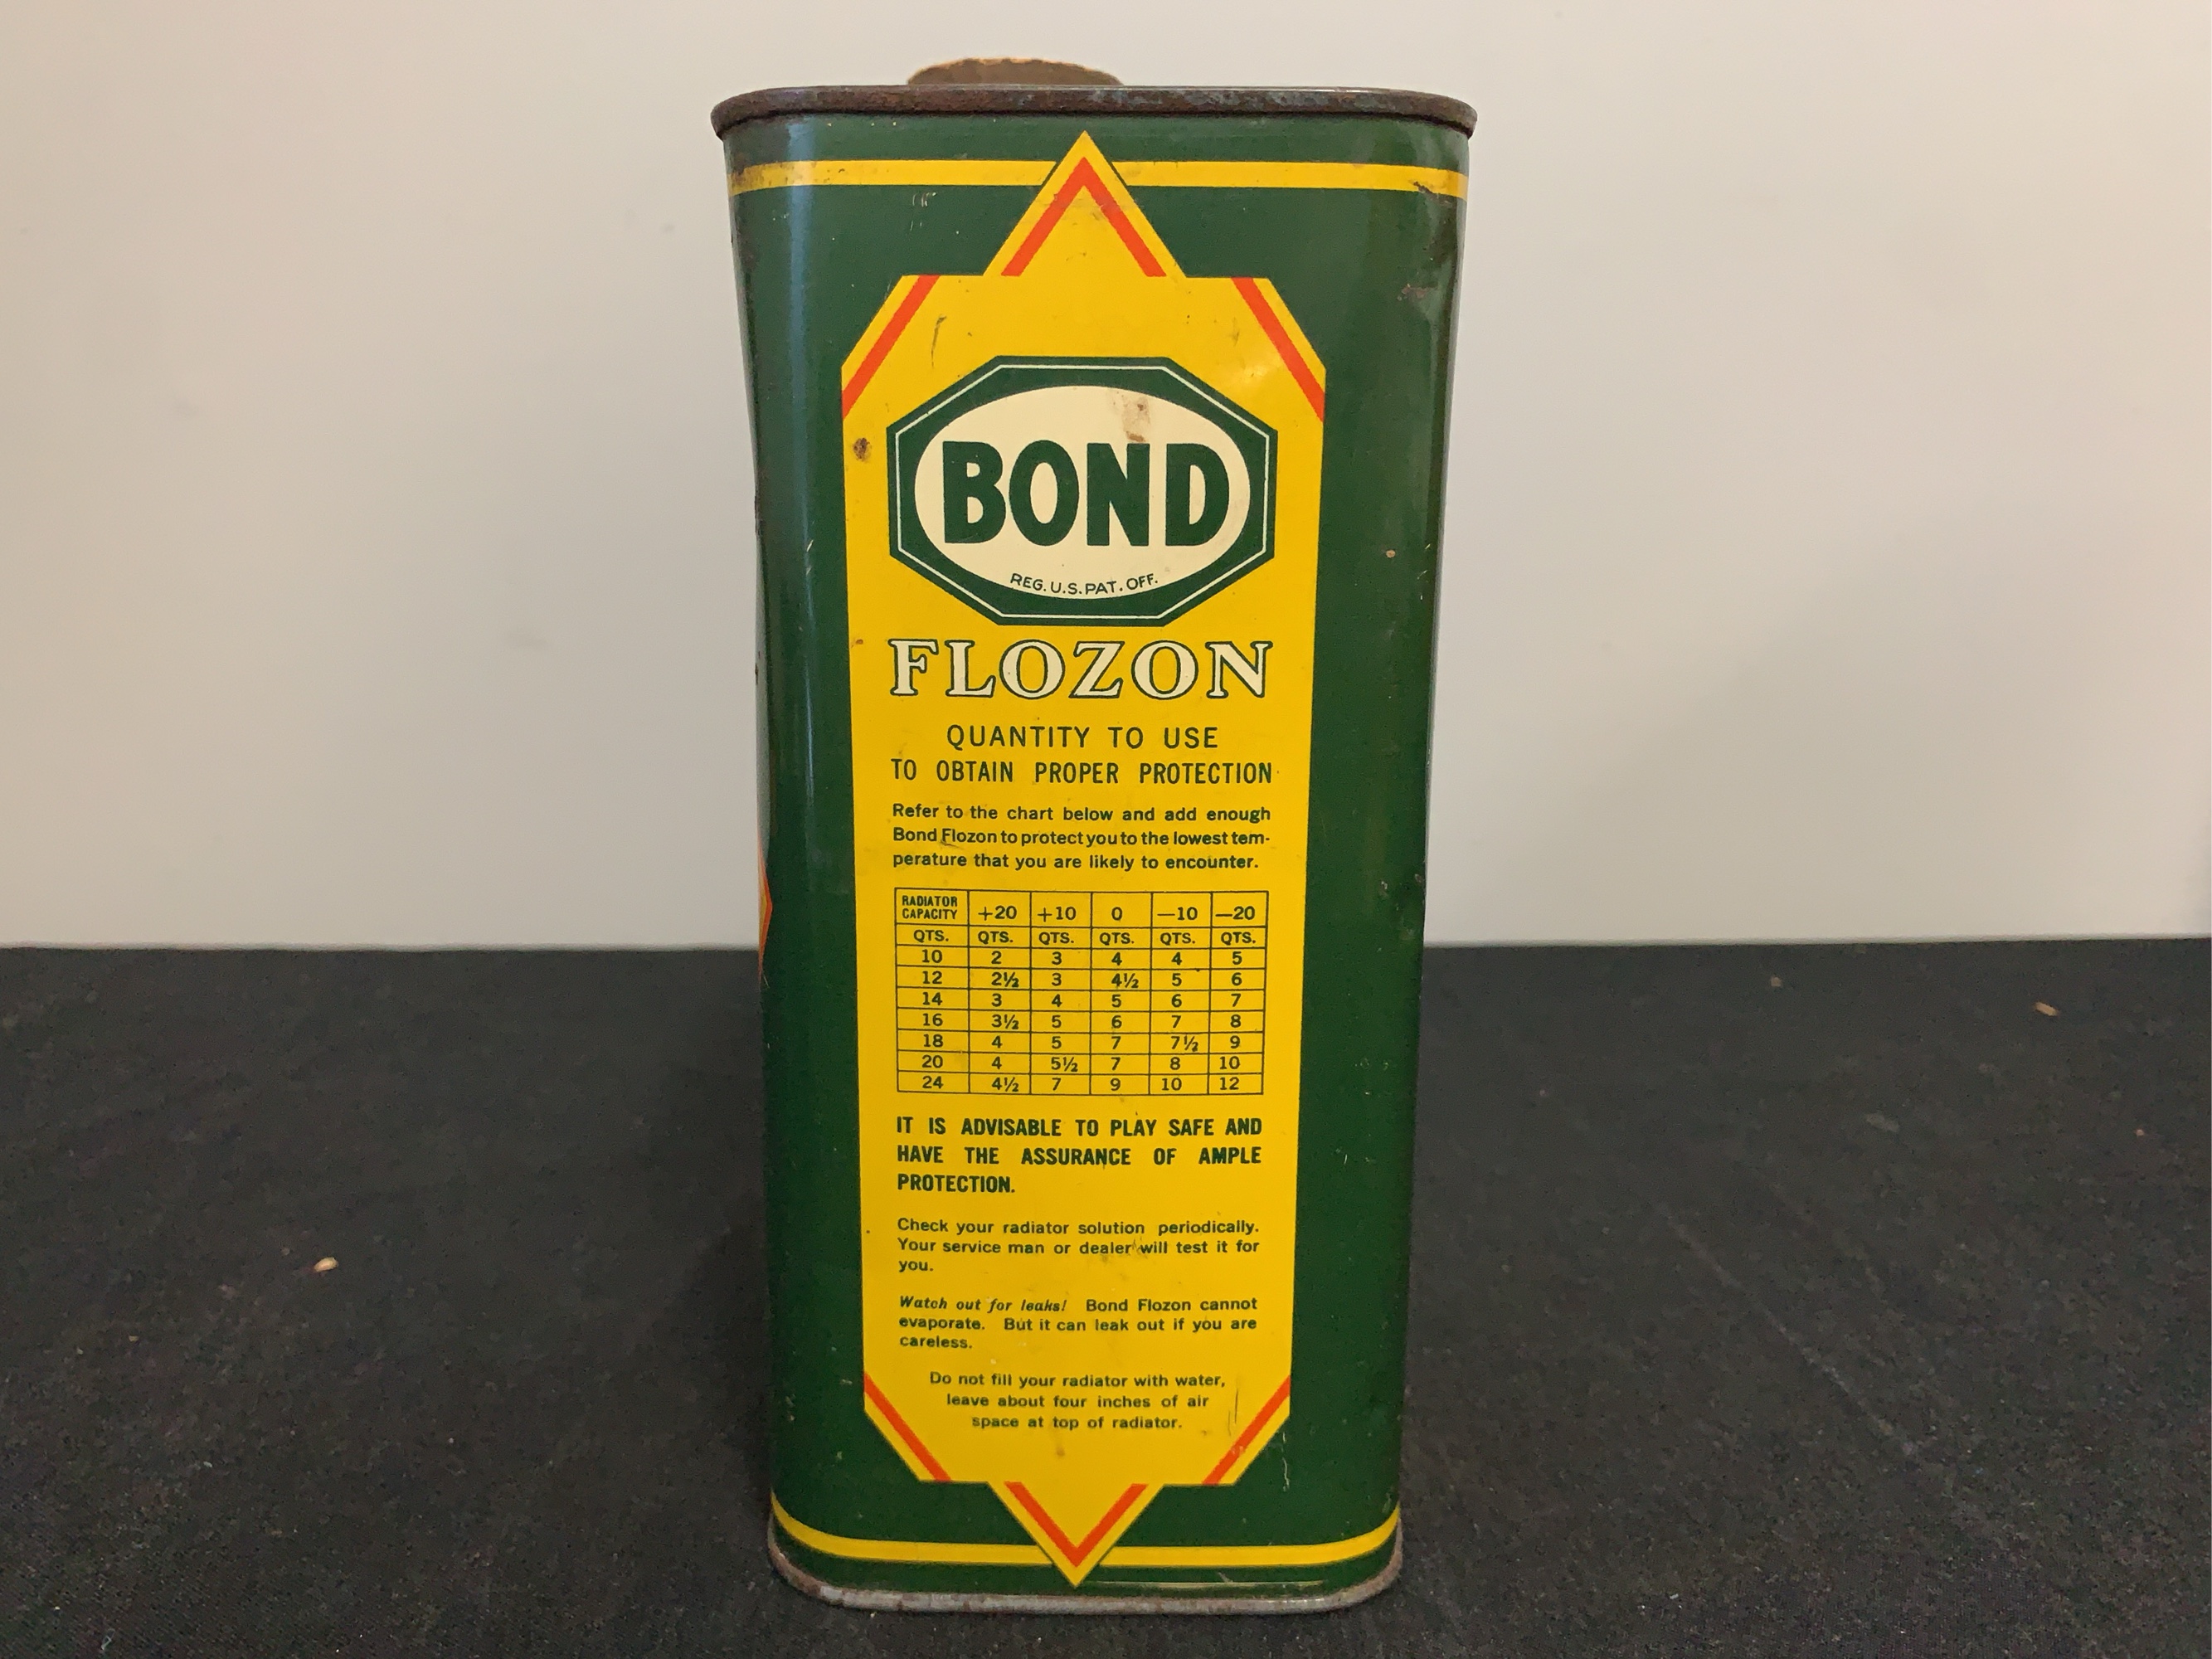 BOND
REG. U.S. PAT. OFF.
FLOZON
QUANTITY TO USE
TO OBTAIN PROPER PROTECTION
Refer to the chart below and add enough
Bond Flozon to protect you to the lowest tem-
perature that you are likely to encounter.
RADIATOR CAPACITY +20 +10 0 —10 —20
QTS. QTS. QTS. QTS. QTS. QTS.
10 2 3 4 4 5
12 2½ 3 4½ 5 6
14 3 4 5 6 7
16 3½ 5 6 7 8
18 4 5 7 7½ 9
20 4 5½ 7 8 10
24 4½ 7 9 10 12
IT IS ADVISABLE TO PLAY SAFE AND
HAVE THE ASSURANCE OF AMPLE
PROTECTION.
Check your radiator solution periodically.
Your service man or dealer will test it for
you.
Watch out for leaks! Bond Flozon cannot
evaporate. But it can leak out if you are
careless.
Do not fill your radiator with water,
leave about four inches of air
space at top of radiator.